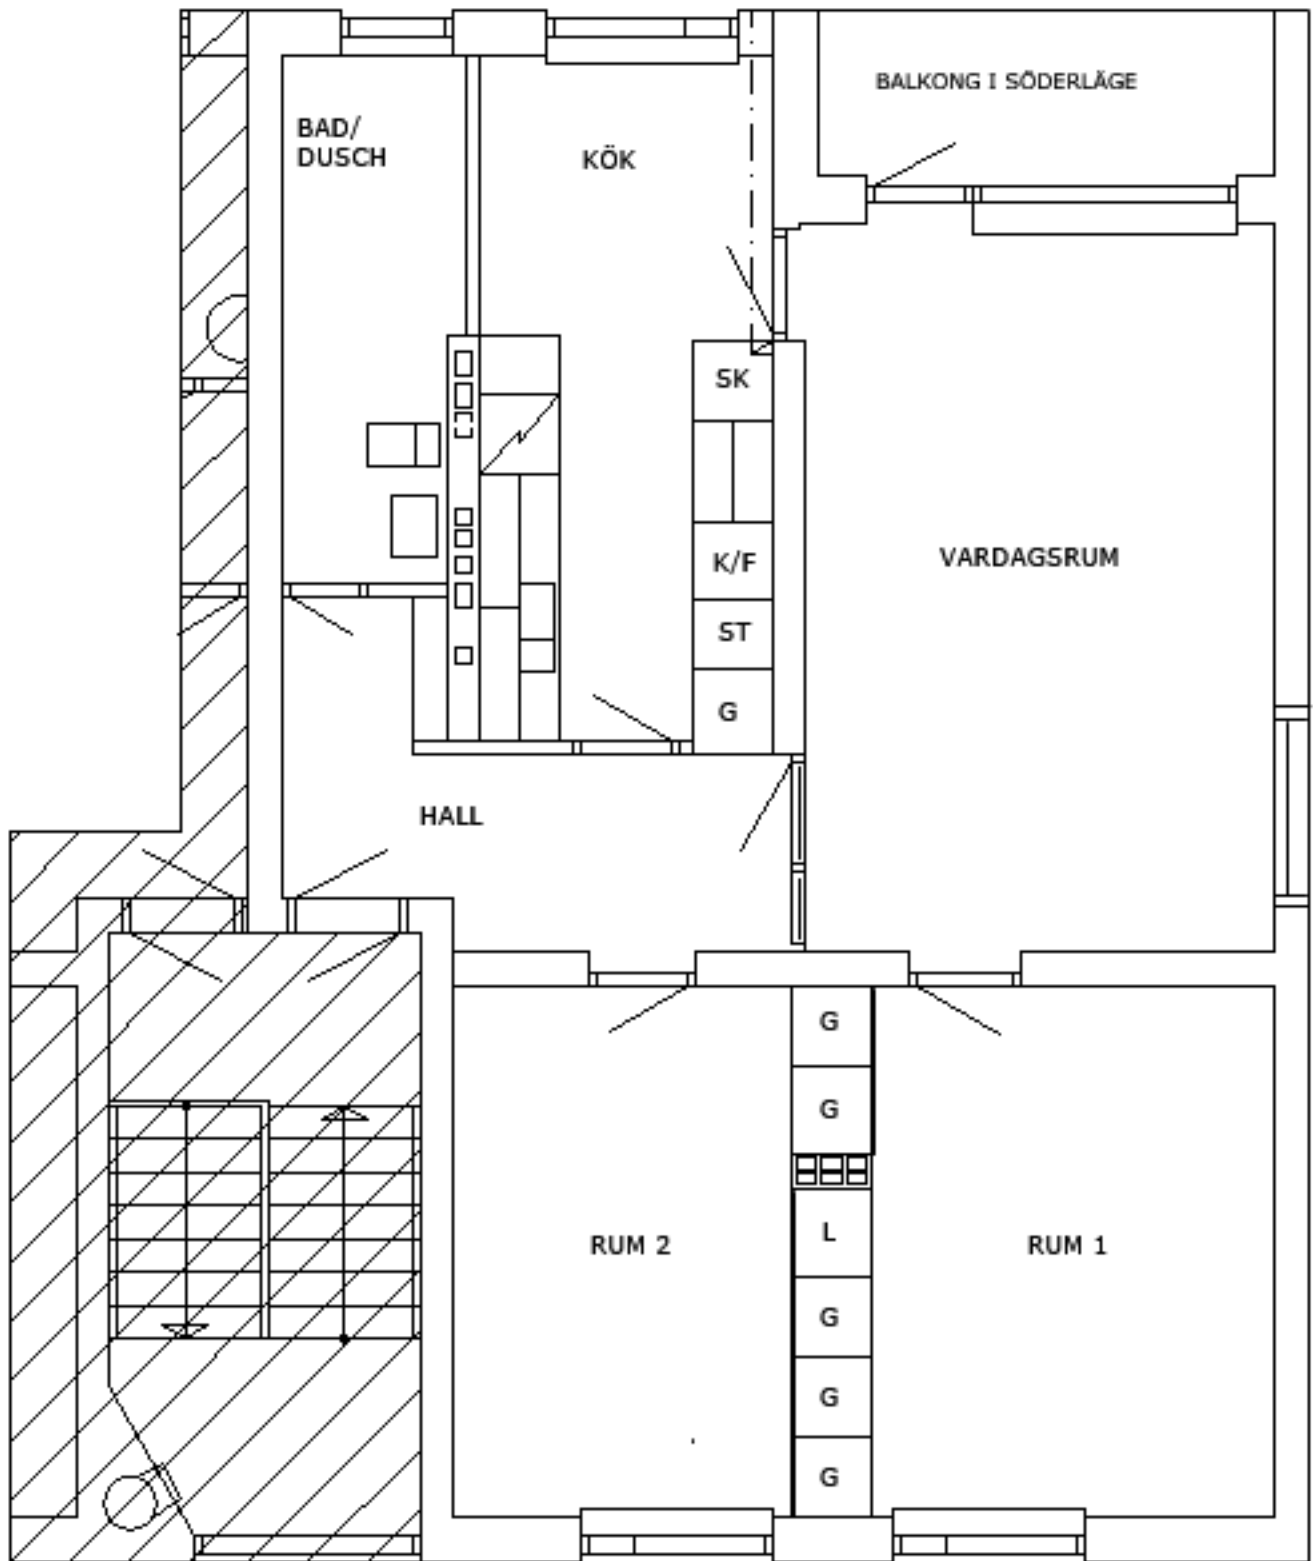 BALKONG I SÖDERLÄGE
BAD/
DUSCH
KÖK
SK
K/F
ST
G
VARDAGSRUM
HALL
G
G
L
G
G
G
RUM 2
RUM 1